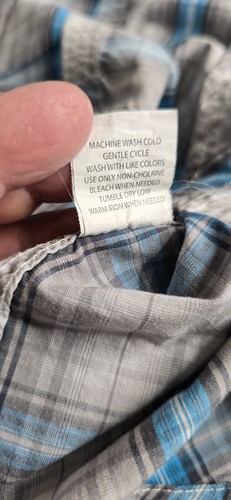 MACHINE WASH COLD
GENTLE CYCLE
WASH WITH LIKE COLORS
USE ONLY NON-CHOLRINE
BLEACH WHEN NEEDED
TUMBLE DRY LOW
WARM IRON WHEN NEEDED